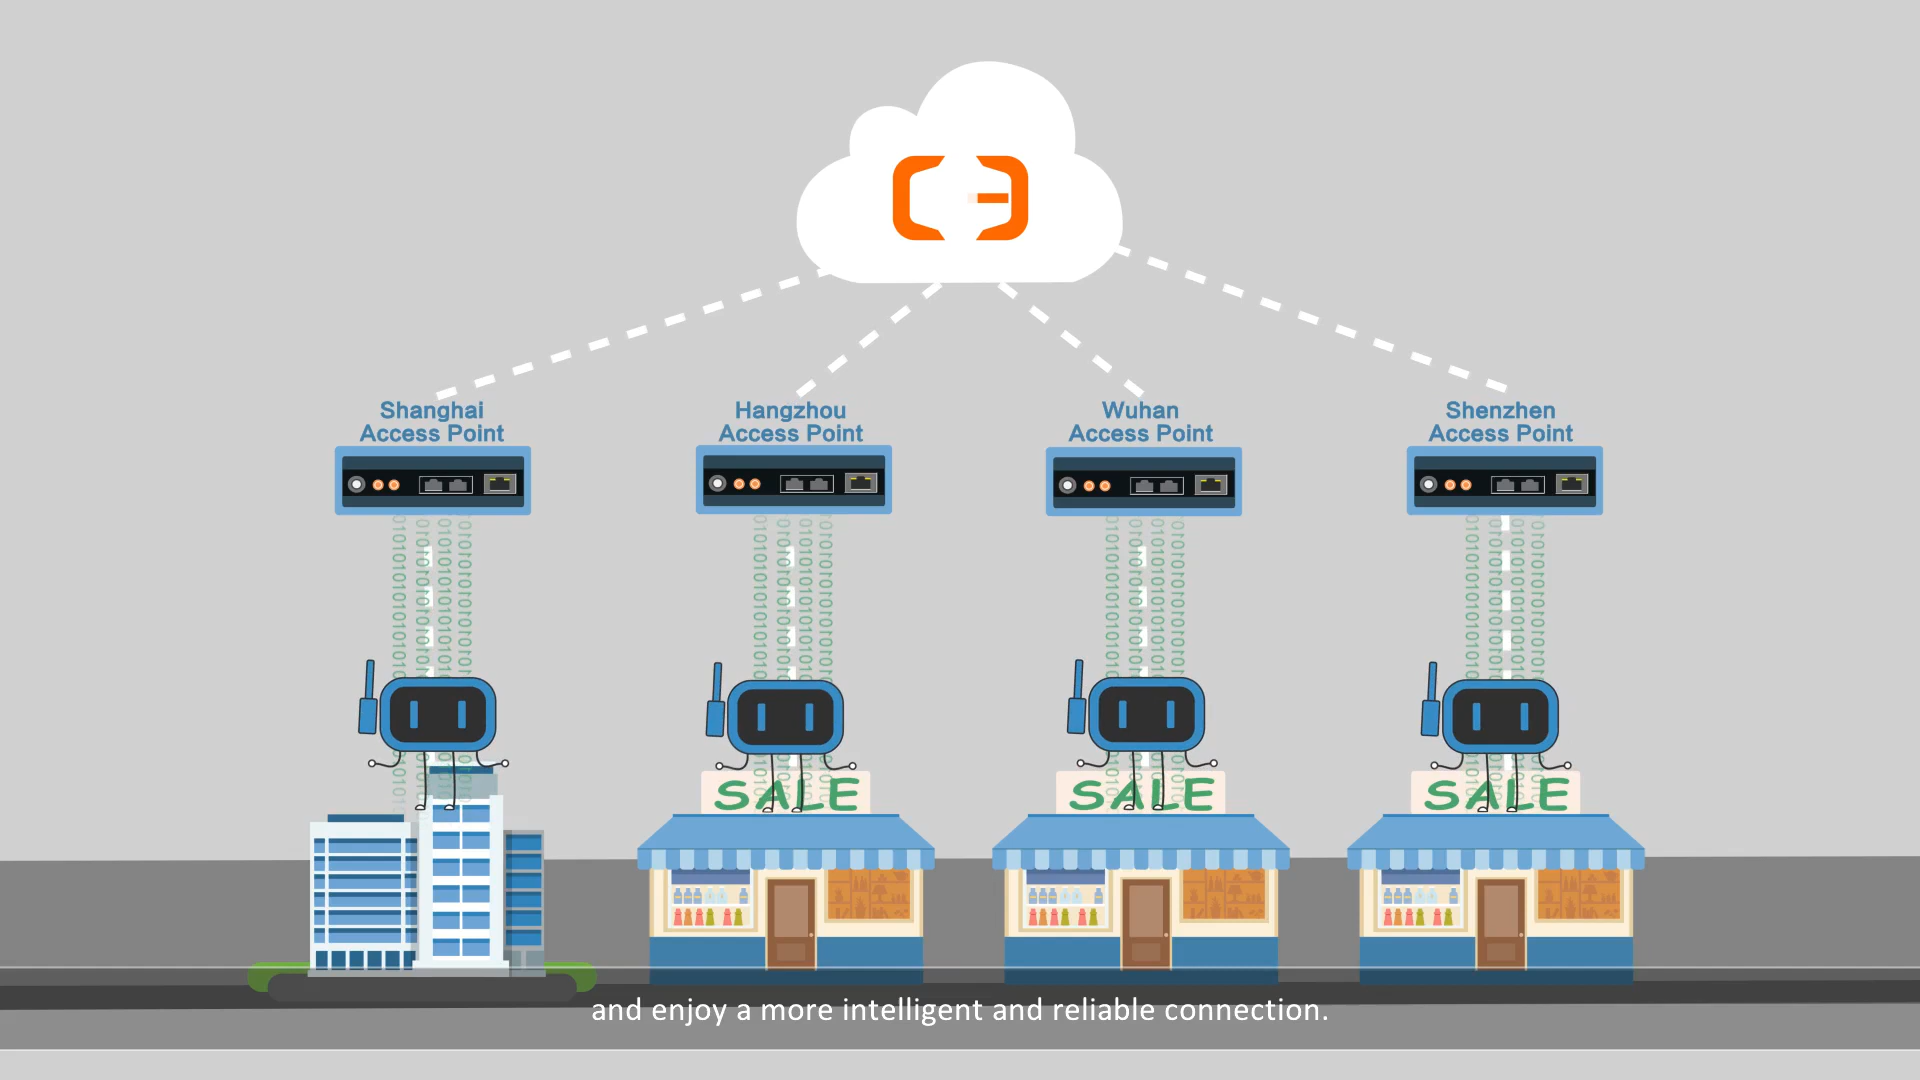 Shanghai
Access Point
Hangzhou
Access Point
Wuhan
Access Point
Shenzhen
Access Point
SALE
SALE
SALE
and enjoy a more intelligent and reliable connection.